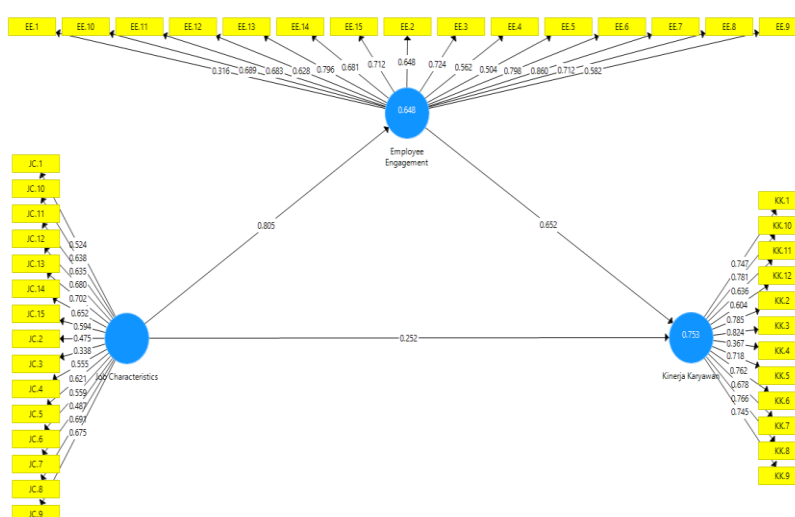 EE.1 EE.10 EE.11 EE.12 EE.13 EE.14 EE.15 EE.2 EE.3 EE.4 EE.5 EE.6 EE.7 EE.8 EE.9
0.316 0.689 0.683 0.628 0.796 0.681 0.712 0.648 0.724 0.562 0.504 0.798 0.860 0.712 0.582
0.648
Employee
Engagement
0.805
0.652
JC.1
JC.10
JC.11
JC.12
JC.13
JC.14
JC.15
JC.2
JC.3
JC.4
JC.5
JC.6
JC.7
JC.8
JC.9
0.524
0.638
0.635
0.680
0.702
0.652
0.594
0.475
0.338
0.555
0.621
0.559
0.487
0.691
0.675
Job Characteristics
0.252
0.753
Kinerja Karyawan
0.747
0.781
0.636
0.604
0.785
0.824
0.367
0.718
0.762
0.678
0.766
0.745
KK.1
KK.10
KK.11
KK.12
KK.2
KK.3
KK.4
KK.5
KK.6
KK.7
KK.8
KK.9